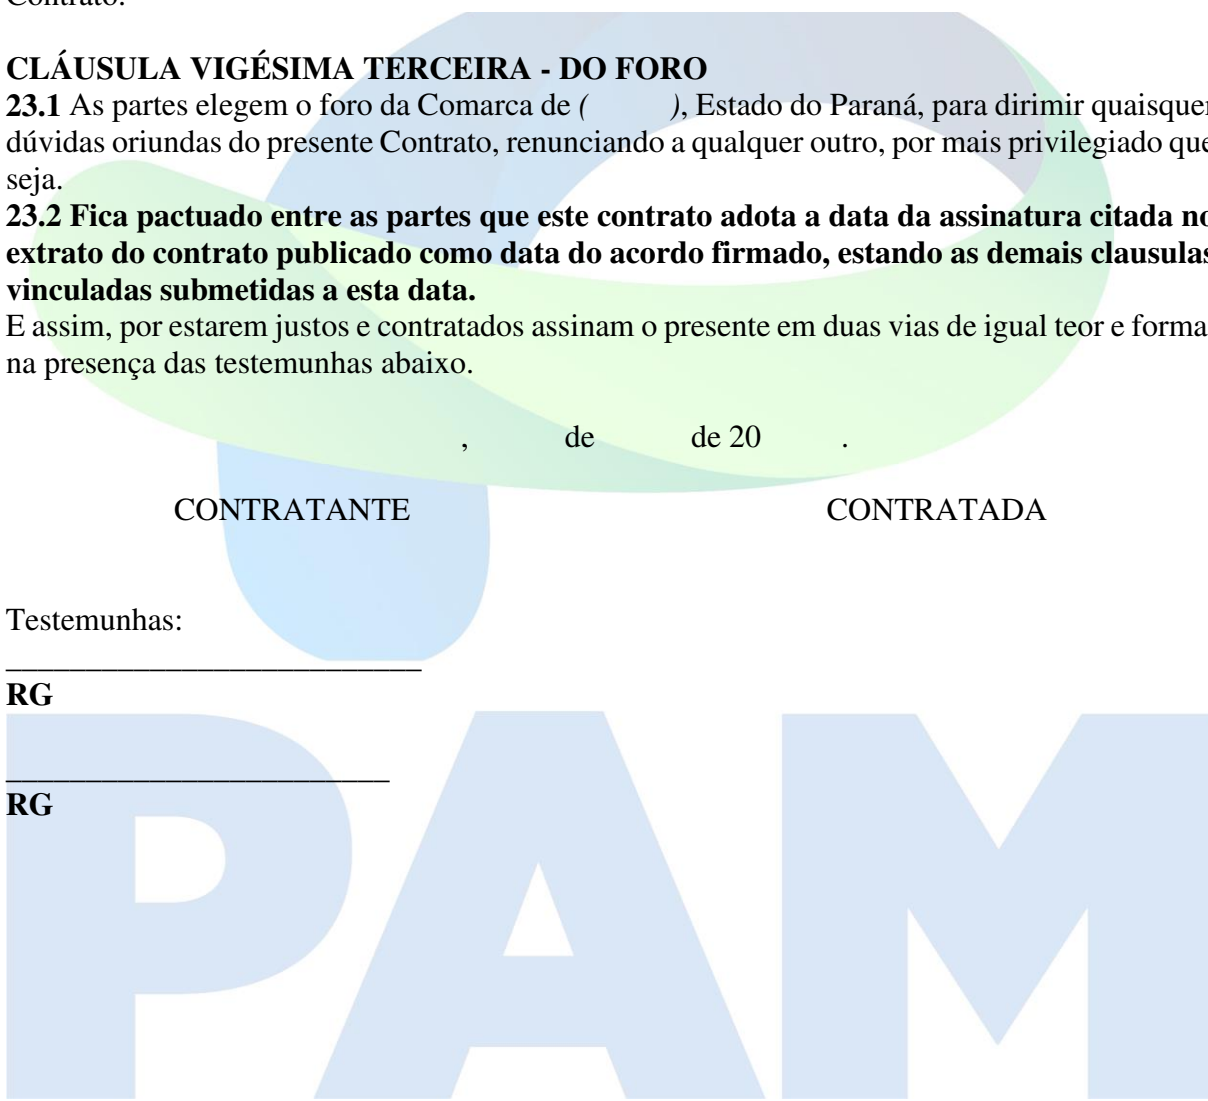 Contrato.
CLÁUSULA VIGÉSIMA TERCEIRA - DO FORO
23.1 As partes elegem o foro da Comarca de (          ), Estado do Paraná, para dirimir quaisquer
dúvidas oriundas do presente Contrato, renunciando a qualquer outro, por mais privilegiado que
seja.
23.2 Fica pactuado entre as partes que este contrato adota a data da assinatura citada no
extrato do contrato publicado como data do acordo firmado, estando as demais clausulas
vinculadas submetidas a esta data.
E assim, por estarem justos e contratados assinam o presente em duas vias de igual teor e forma
na presença das testemunhas abaixo.
, de de 20 .
CONTRATANTE CONTRATADA
Testemunhas:
__________________________
RG
________________________
RG
PAM